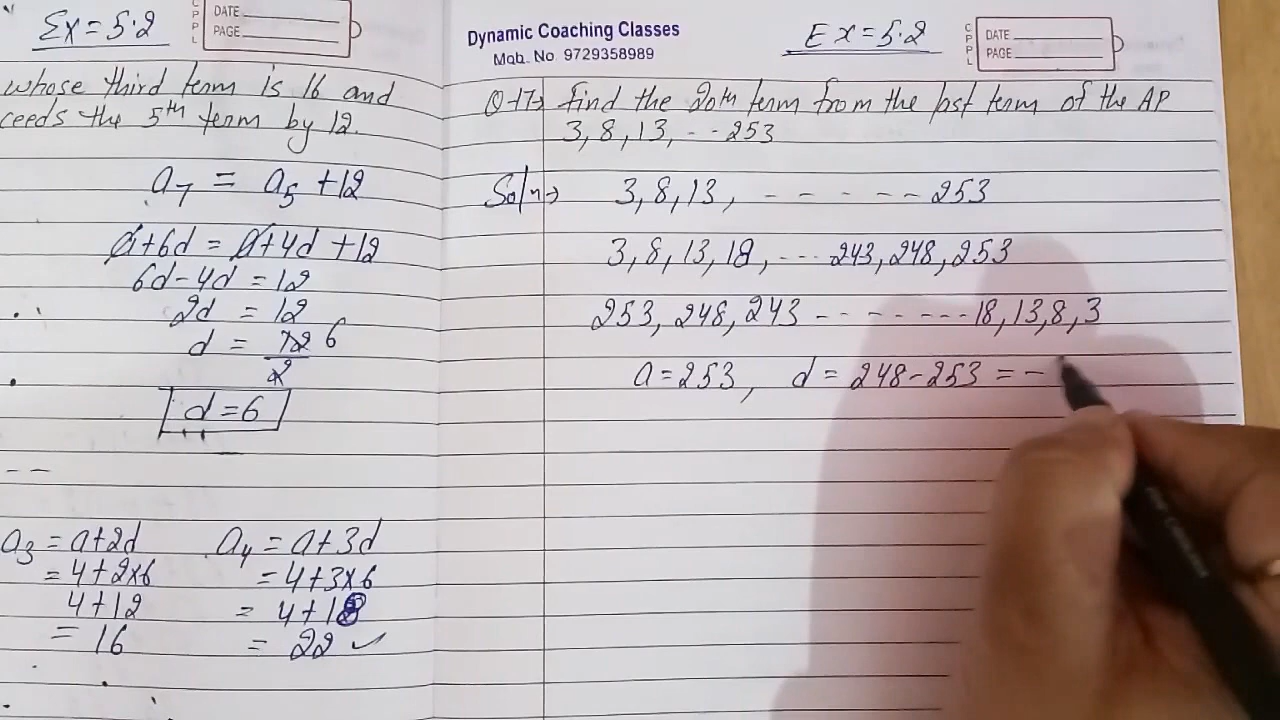 Ex = 5.2
CPPL
DATE
PAGE
whose third term is 16 and
ceeds the 5th term by 12.
a7 = a5 + 12
a+6d = a+4d + 12
6d - 4d = 12
2d = 12
d = 12/2 6
d = 6
a3 = a+2d
= 4+2×6
4+12
= 16
a4 = a+3d
= 4+3×6
= 4+18
= 22 ✓
Dynamic Coaching Classes
Mob. No. 9729358989
Ex = 5.2
CPPL
DATE
PAGE
Q-17→ find the 20th term from the last term of the AP
3, 8, 13, -- 253
Soln→ 3, 8, 13, - - - - - - 253
3, 8, 13, 18, --- 243, 248, 253
253, 248, 243 - - - - - - - 18, 13, 8, 3
a = 253, d = 248 - 253 = -